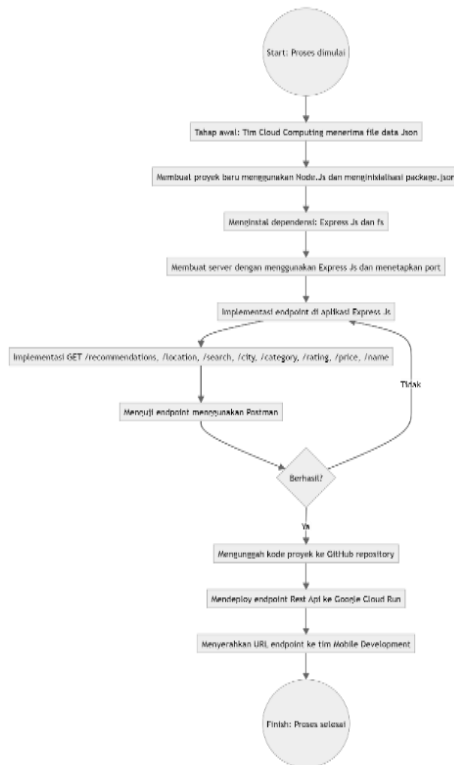 Start: Proses dimulai
Tahap awal: Tim Cloud Computing menerima file data Json
Membuat proyek baru menggunakan Node.Js dan menginisialisasi package.json
Menginstal dependensi: Express Js dan fs
Membuat server dengan menggunakan Express Js dan menetapkan port
Implementasi endpoint di aplikasi Express Js
Implementasi GET /recommendations, /location, /search, /city, /category, /rating, /price, /name
Tidak
Menguji endpoint menggunakan Postman
Berhasil?
Ya
Mengunggah kode proyek ke GitHub repository
Mendeploy endpoint Rest Api ke Google Cloud Run
Menyerahkan URL endpoint ke tim Mobile Development
Finish: Proses selesai